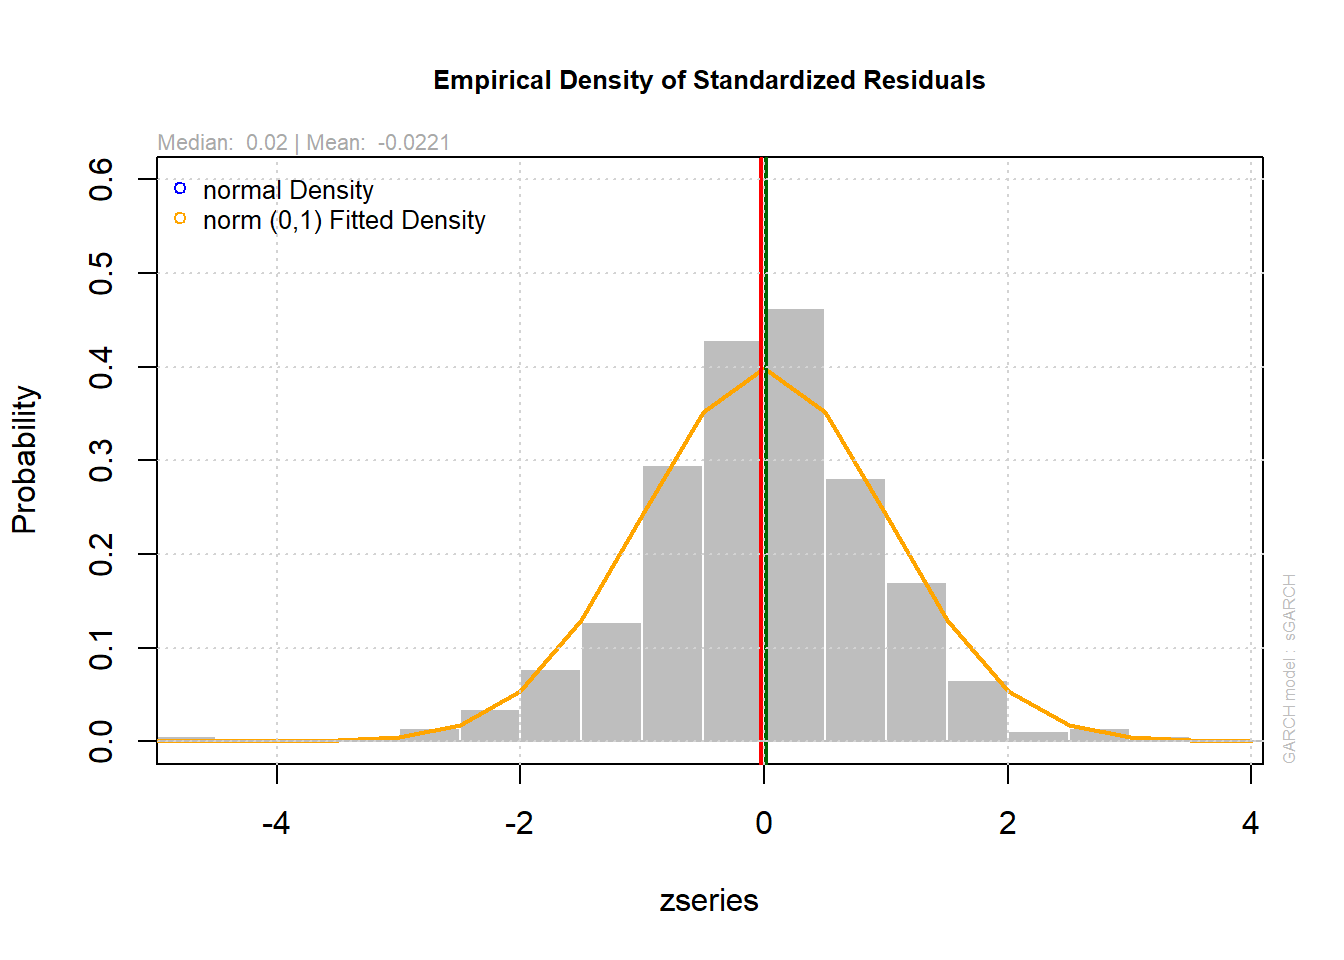 Empirical Density of Standardized Residuals
Median:  0.02 | Mean:  -0.0221
normal Density
norm (0,1) Fitted Density
Probability
0.6
0.5
0.4
0.3
0.2
0.1
0.0
-4
-2
0
2
4
zseries
GARCH model :  sGARCH